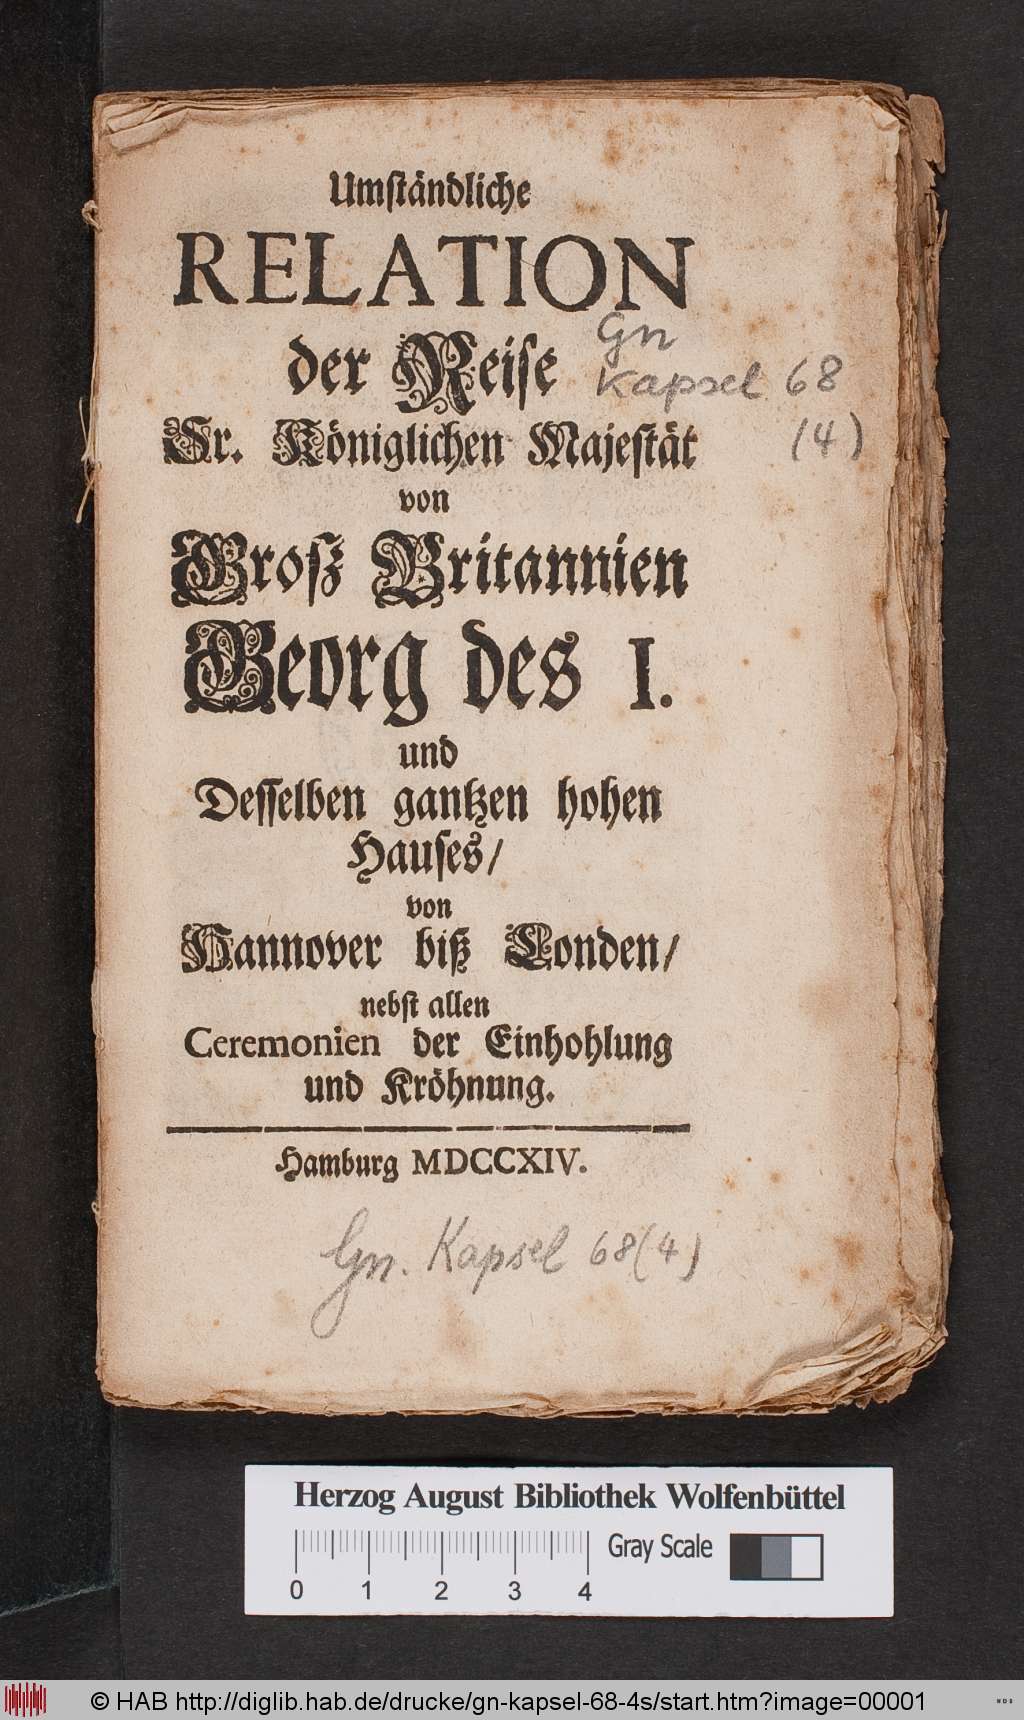 Umſtändliche
RELATION
der Reiſe
Gn
Kapsel 68
(4)
Sr. Königlichen Majeſtät
von
Groſz Britannien
Georg des I.
und
Deſſelben gantzen hohen
Hauſes/
von
Hannover biß Londen/
nebſt allen
Ceremonien der Einhohlung
und Kröhnung.
Hamburg MDCCXIV.
Gn. Kapsel 68(4)
Herzog August Bibliothek Wolfenbüttel
Gray Scale
0 1 2 3 4
© HAB http://diglib.hab.de/drucke/gn-kapsel-68-4s/start.htm?image=00001